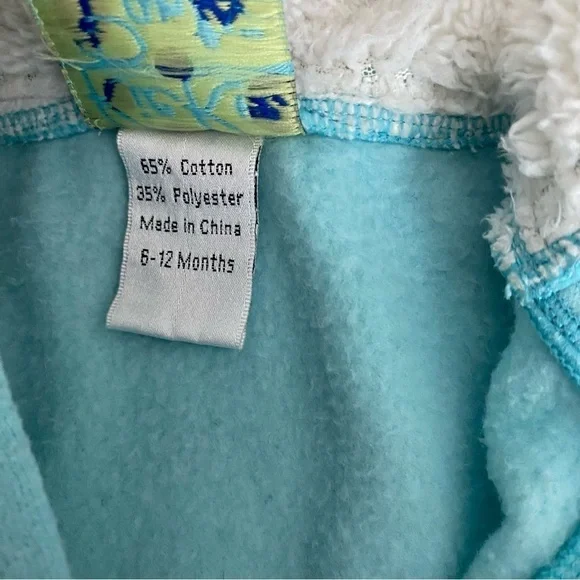 65% Cotton
35% Polyester
Made in China
6-12 Months